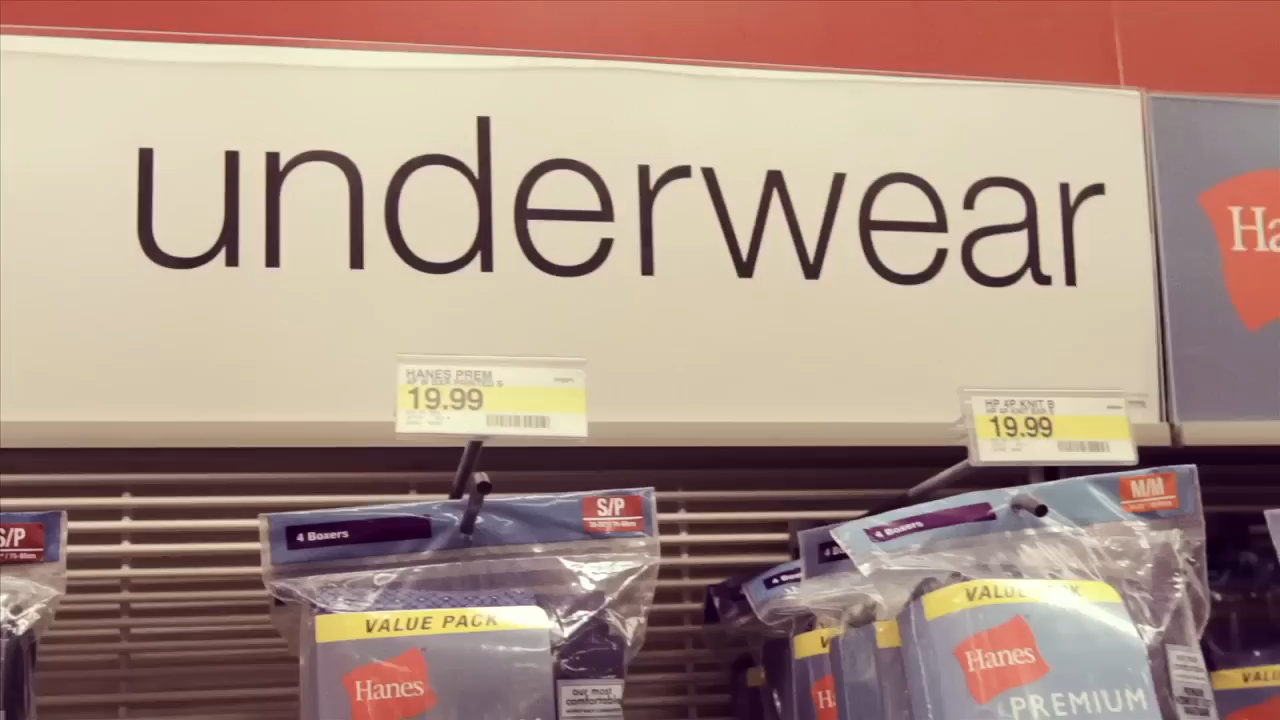 underwear
Ha
HANES PREM
19.99
HP 4P KNIT B
19.99
S/P
4 Boxers
S/P
4 Boxers
M/M
VALUE PACK
Hanes
our most
comfortable
VALUE PACK
Hanes
PREMIUM